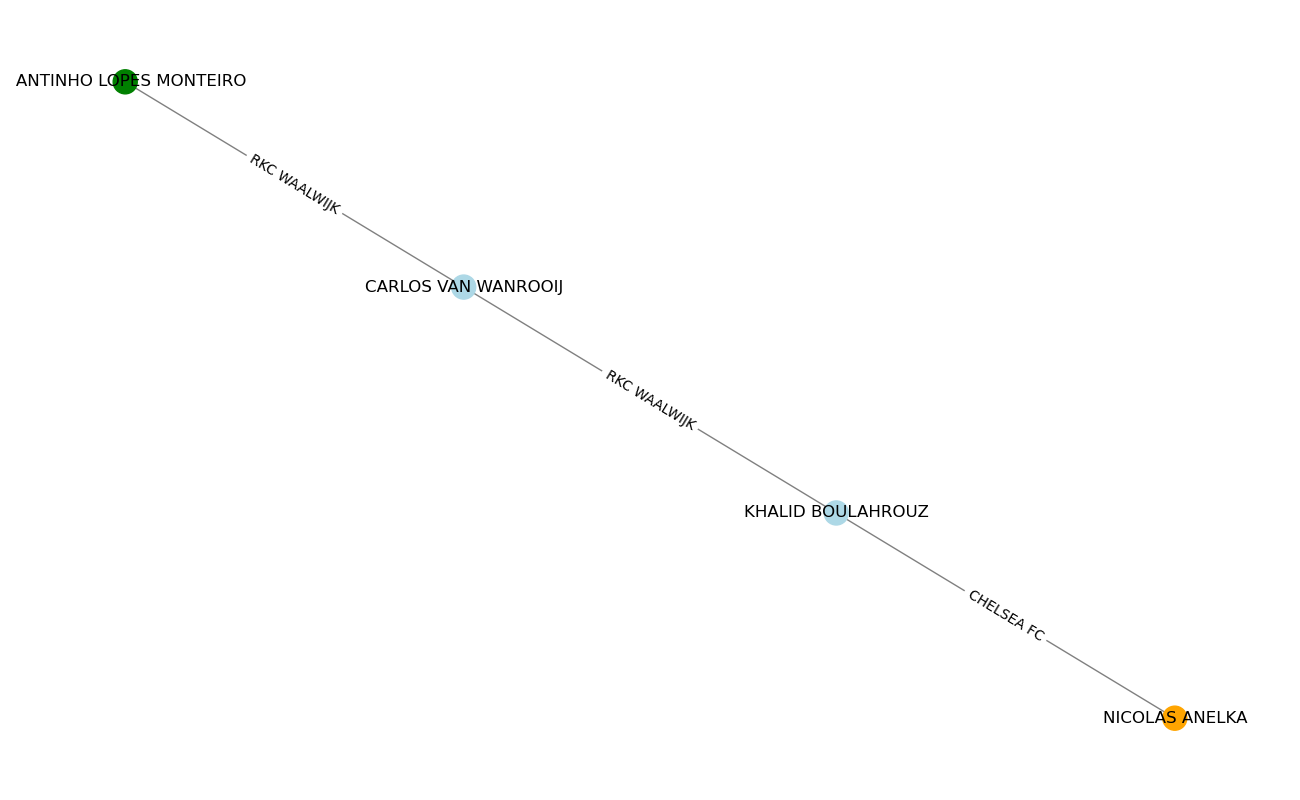 ANTINHO LOPES MONTEIRO
RKC WAALWIJK
CARLOS VAN WANROOIJ
RKC WAALWIJK
KHALID BOULAHROUZ
CHELSEA FC
NICOLAS ANELKA